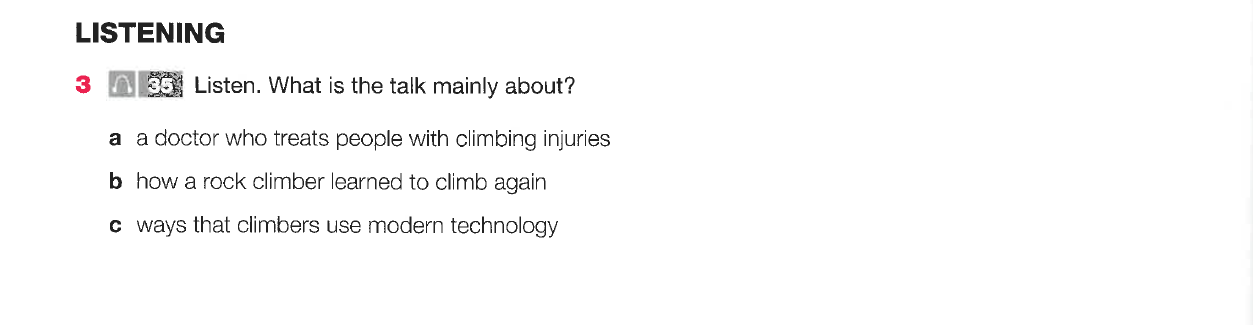 LISTENING
3 35 Listen. What is the talk mainly about?
a a doctor who treats people with climbing injuries
b how a rock climber learned to climb again
c ways that climbers use modern technology